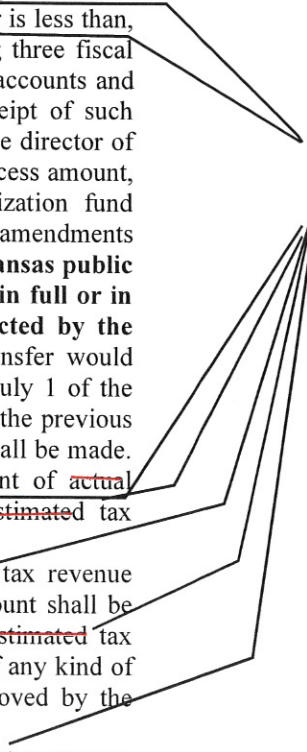 r is less than,
g three fiscal
accounts and
eipt of such
e director of
cess amount,
ization fund
amendments
ansas public
in full or in
cted by the
nsfer would
uly 1 of the
the previous
all be made.
nt of actual
stimated tax
tax revenue
ount shall be
stimated tax
f any kind of
oved by the